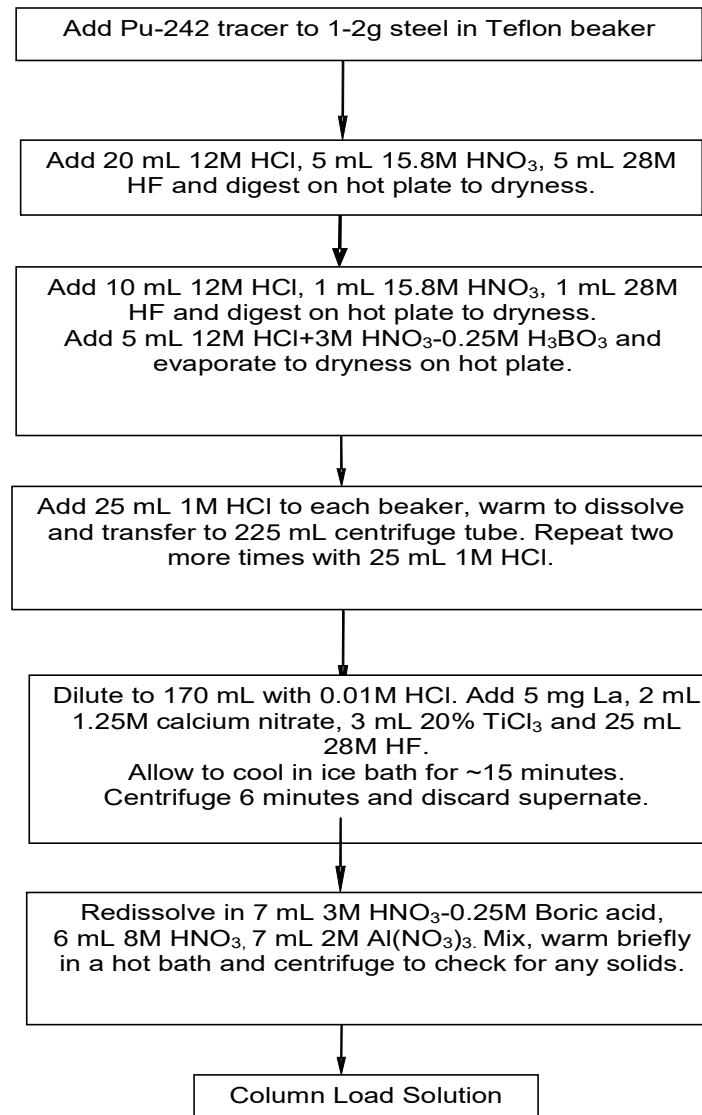 Add Pu-242 tracer to 1-2g steel in Teflon beaker
Add 20 mL 12M HCl, 5 mL 15.8M HNO₃, 5 mL 28M
HF and digest on hot plate to dryness.
Add 10 mL 12M HCl, 1 mL 15.8M HNO₃, 1 mL 28M
HF and digest on hot plate to dryness.
Add 5 mL 12M HCl+3M HNO₃-0.25M H₃BO₃ and
evaporate to dryness on hot plate.
Add 25 mL 1M HCl to each beaker, warm to dissolve
and transfer to 225 mL centrifuge tube. Repeat two
more times with 25 mL 1M HCl.
Dilute to 170 mL with 0.01M HCl. Add 5 mg La, 2 mL
1.25M calcium nitrate, 3 mL 20% TiCl₃ and 25 mL
28M HF.
Allow to cool in ice bath for ~15 minutes.
Centrifuge 6 minutes and discard supernate.
Redissolve in 7 mL 3M HNO₃-0.25M Boric acid,
6 mL 8M HNO₃, 7 mL 2M Al(NO₃)₃. Mix, warm briefly
in a hot bath and centrifuge to check for any solids.
Column Load Solution